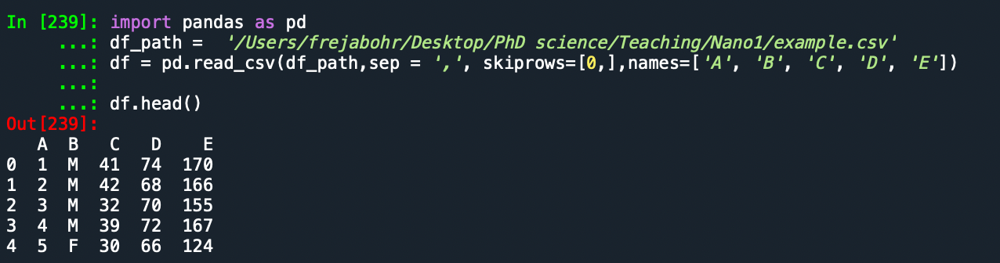 In [239]: import pandas as pd
...: df_path =  '/Users/frejabohr/Desktop/PhD science/Teaching/Nano1/example.csv'
...: df = pd.read_csv(df_path,sep = ',', skiprows=[0,],names=['A', 'B', 'C', 'D', 'E'])
...:
...: df.head()
Out[239]:
A B C D E
0 1 M 41 74 170
1 2 M 42 68 166
2 3 M 32 70 155
3 4 M 39 72 167
4 5 F 30 66 124